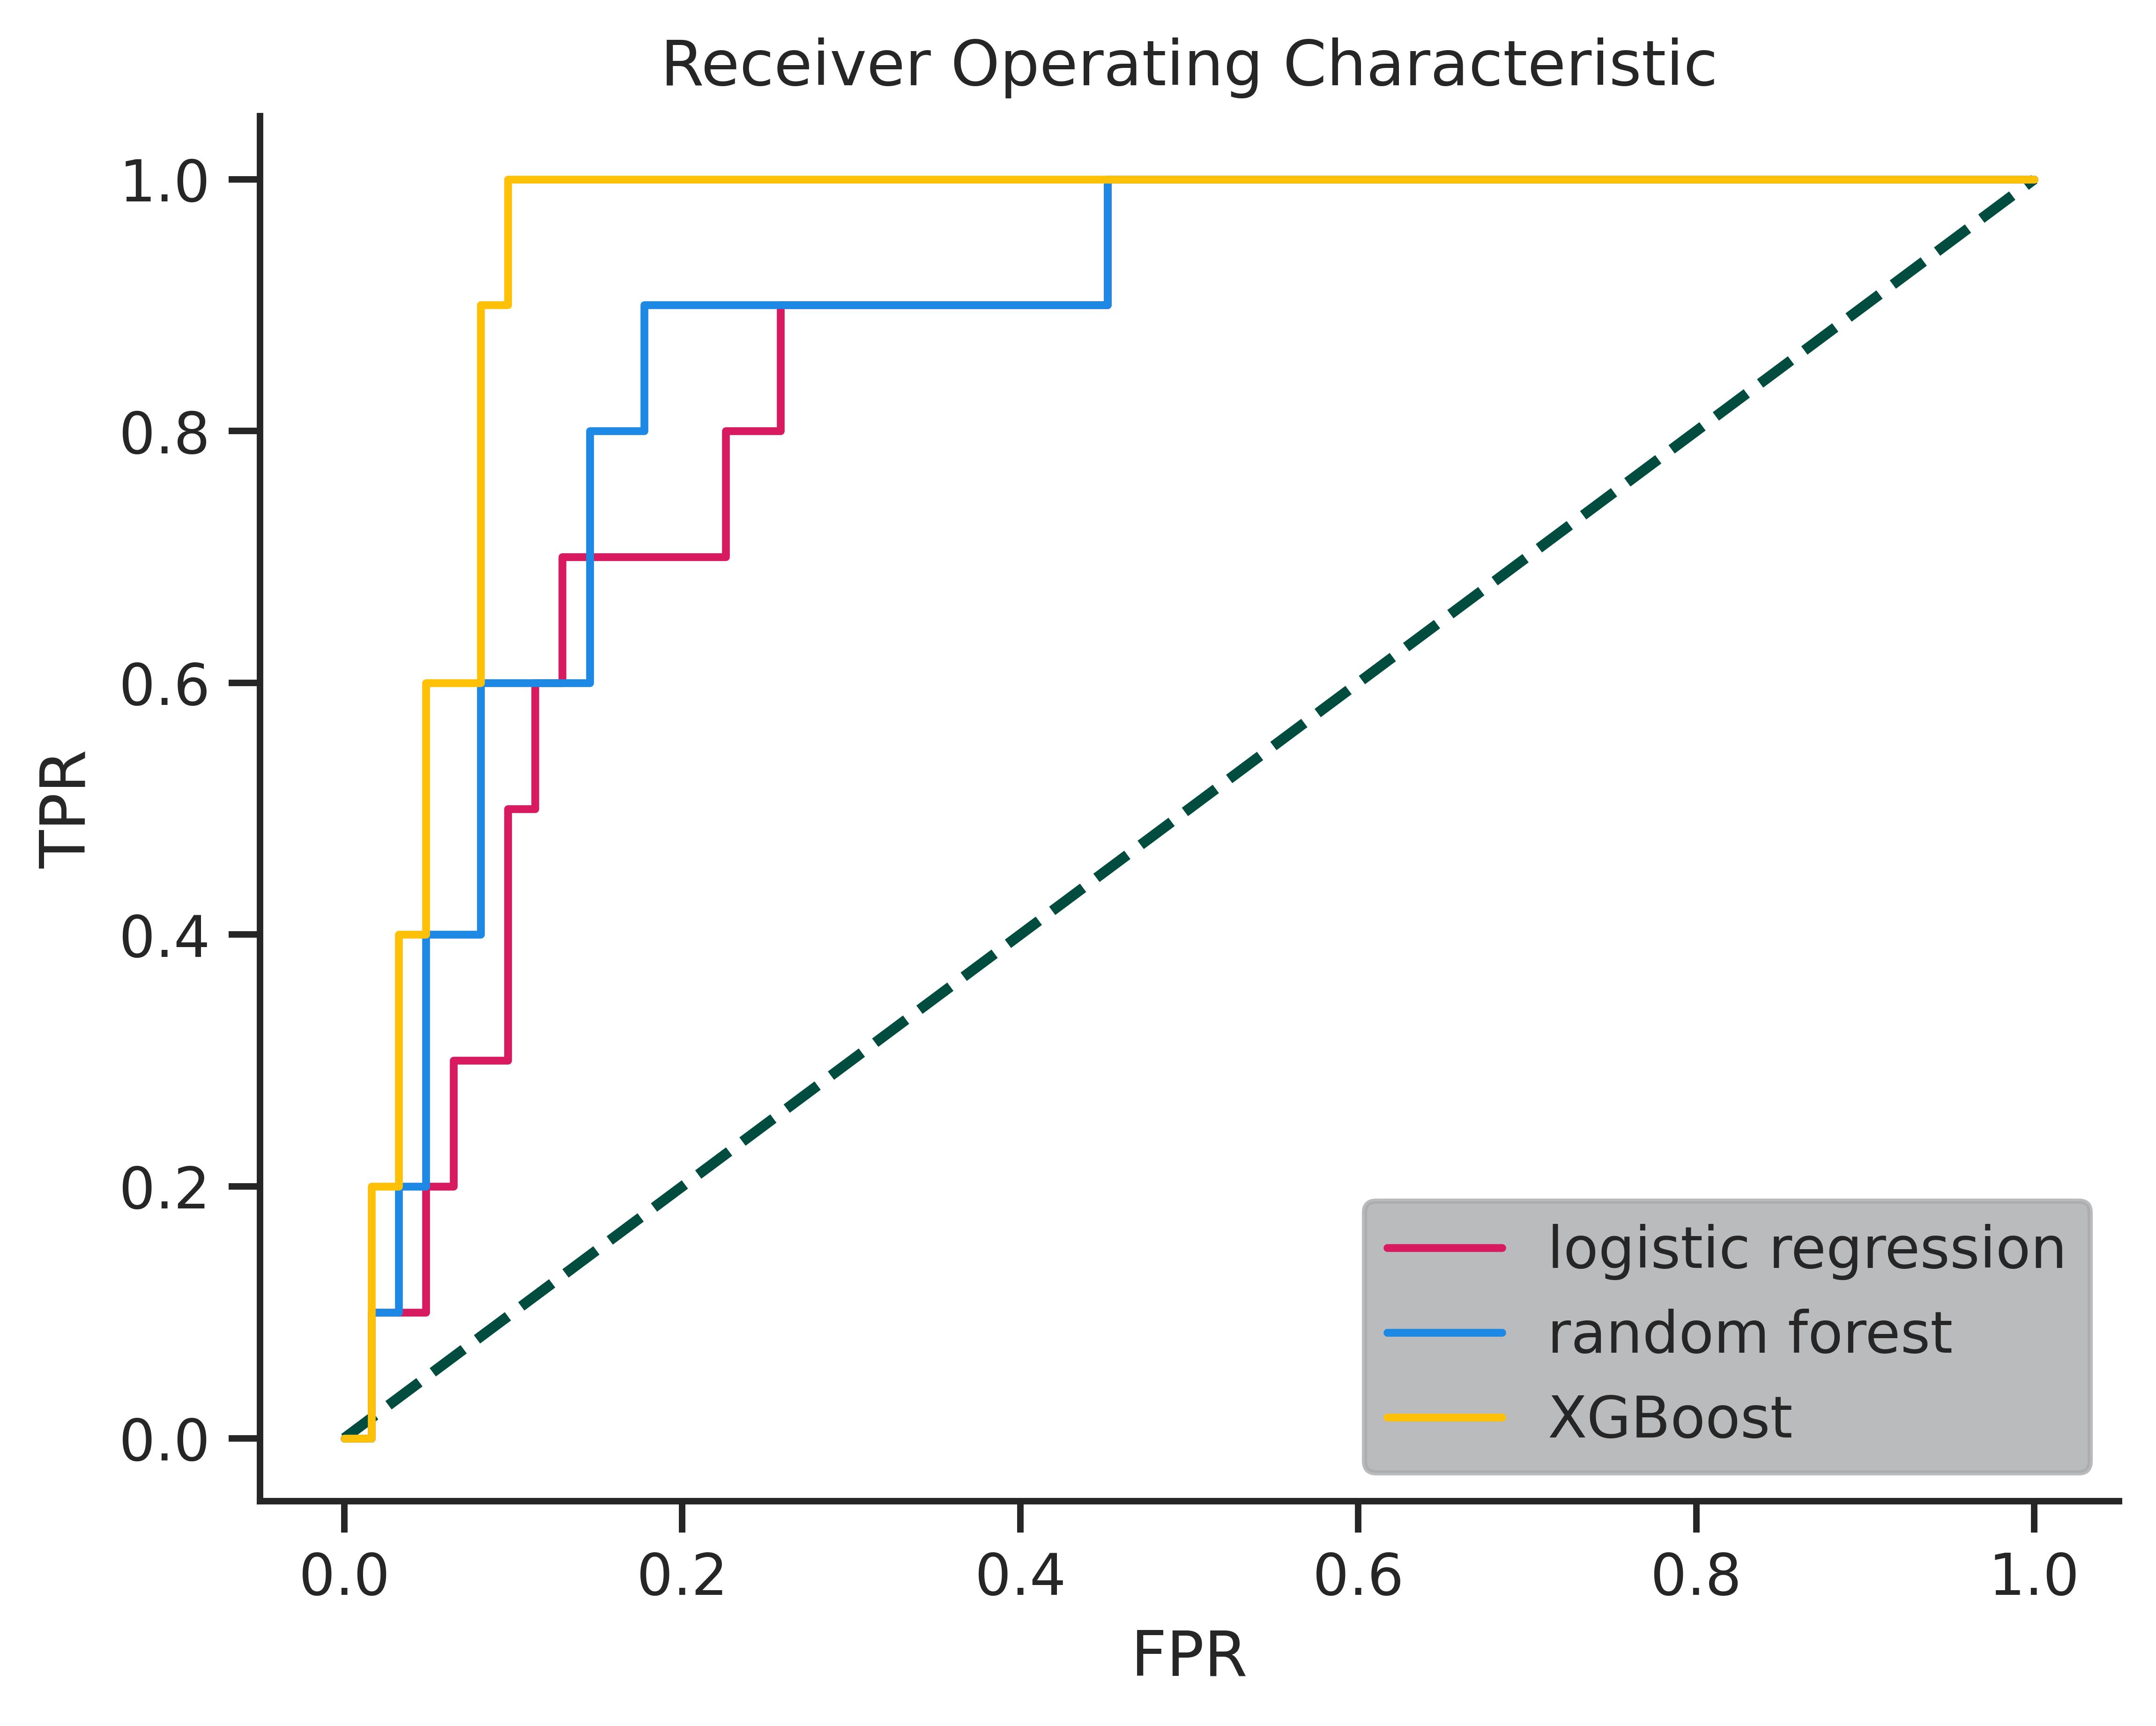 Receiver Operating Characteristic
1.0
0.8
0.6
0.4
0.2
0.0
TPR
logistic regression
random forest
XGBoost
0.0 0.2 0.4 0.6 0.8 1.0
FPR